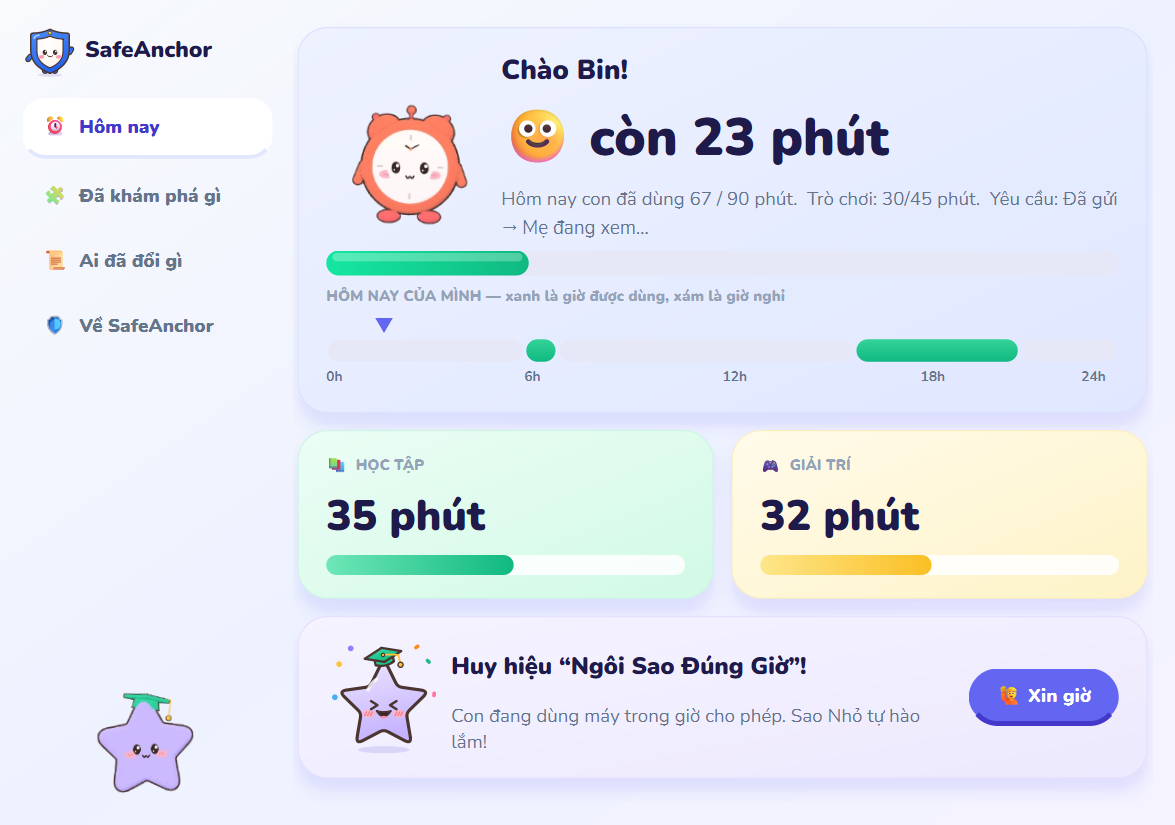 SafeAnchor
Hôm nay
Đã khám phá gì
Ai đã đổi gì
Về SafeAnchor
Chào Bin!
còn 23 phút
Hôm nay con đã dùng 67 / 90 phút. Trò chơi: 30/45 phút. Yêu cầu: Đã gửi
→ Mẹ đang xem...
HÔM NAY CỦA MÌNH — xanh là giờ được dùng, xám là giờ nghỉ
0h 6h 12h 18h 24h
HỌC TẬP
35 phút
GIẢI TRÍ
32 phút
Huy hiệu “Ngôi Sao Đúng Giờ”!
Con đang dùng máy trong giờ cho phép. Sao Nhỏ tự hào
lắm!
Xin giờ